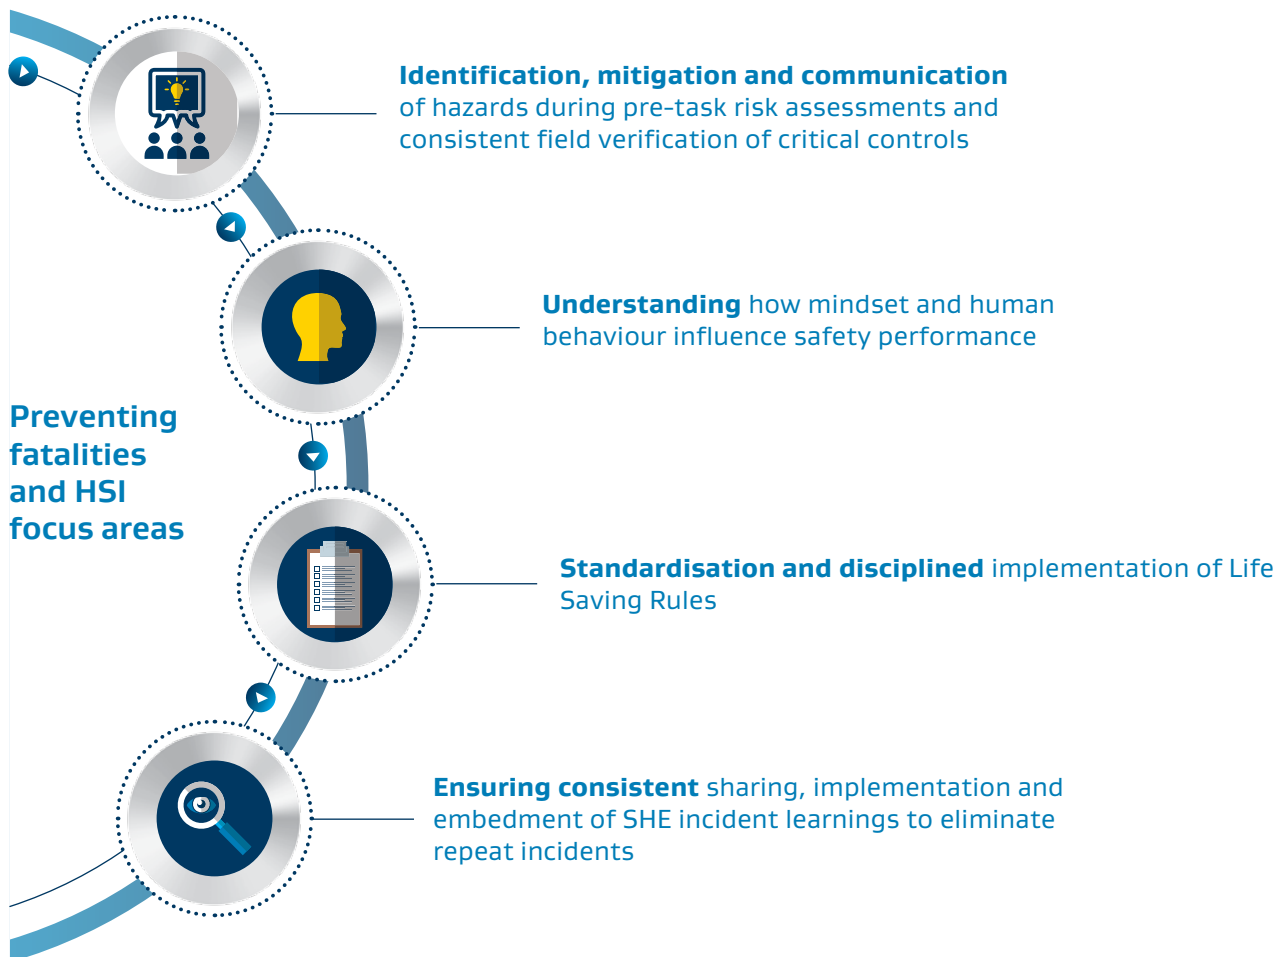 Identification, mitigation and communication
of hazards during pre-task risk assessments and
consistent field verification of critical controls
Understanding how mindset and human
behaviour influence safety performance
Preventing
fatalities
and HSI
focus areas
Standardisation and disciplined implementation of Life
Saving Rules
Ensuring consistent sharing, implementation and
embedment of SHE incident learnings to eliminate
repeat incidents